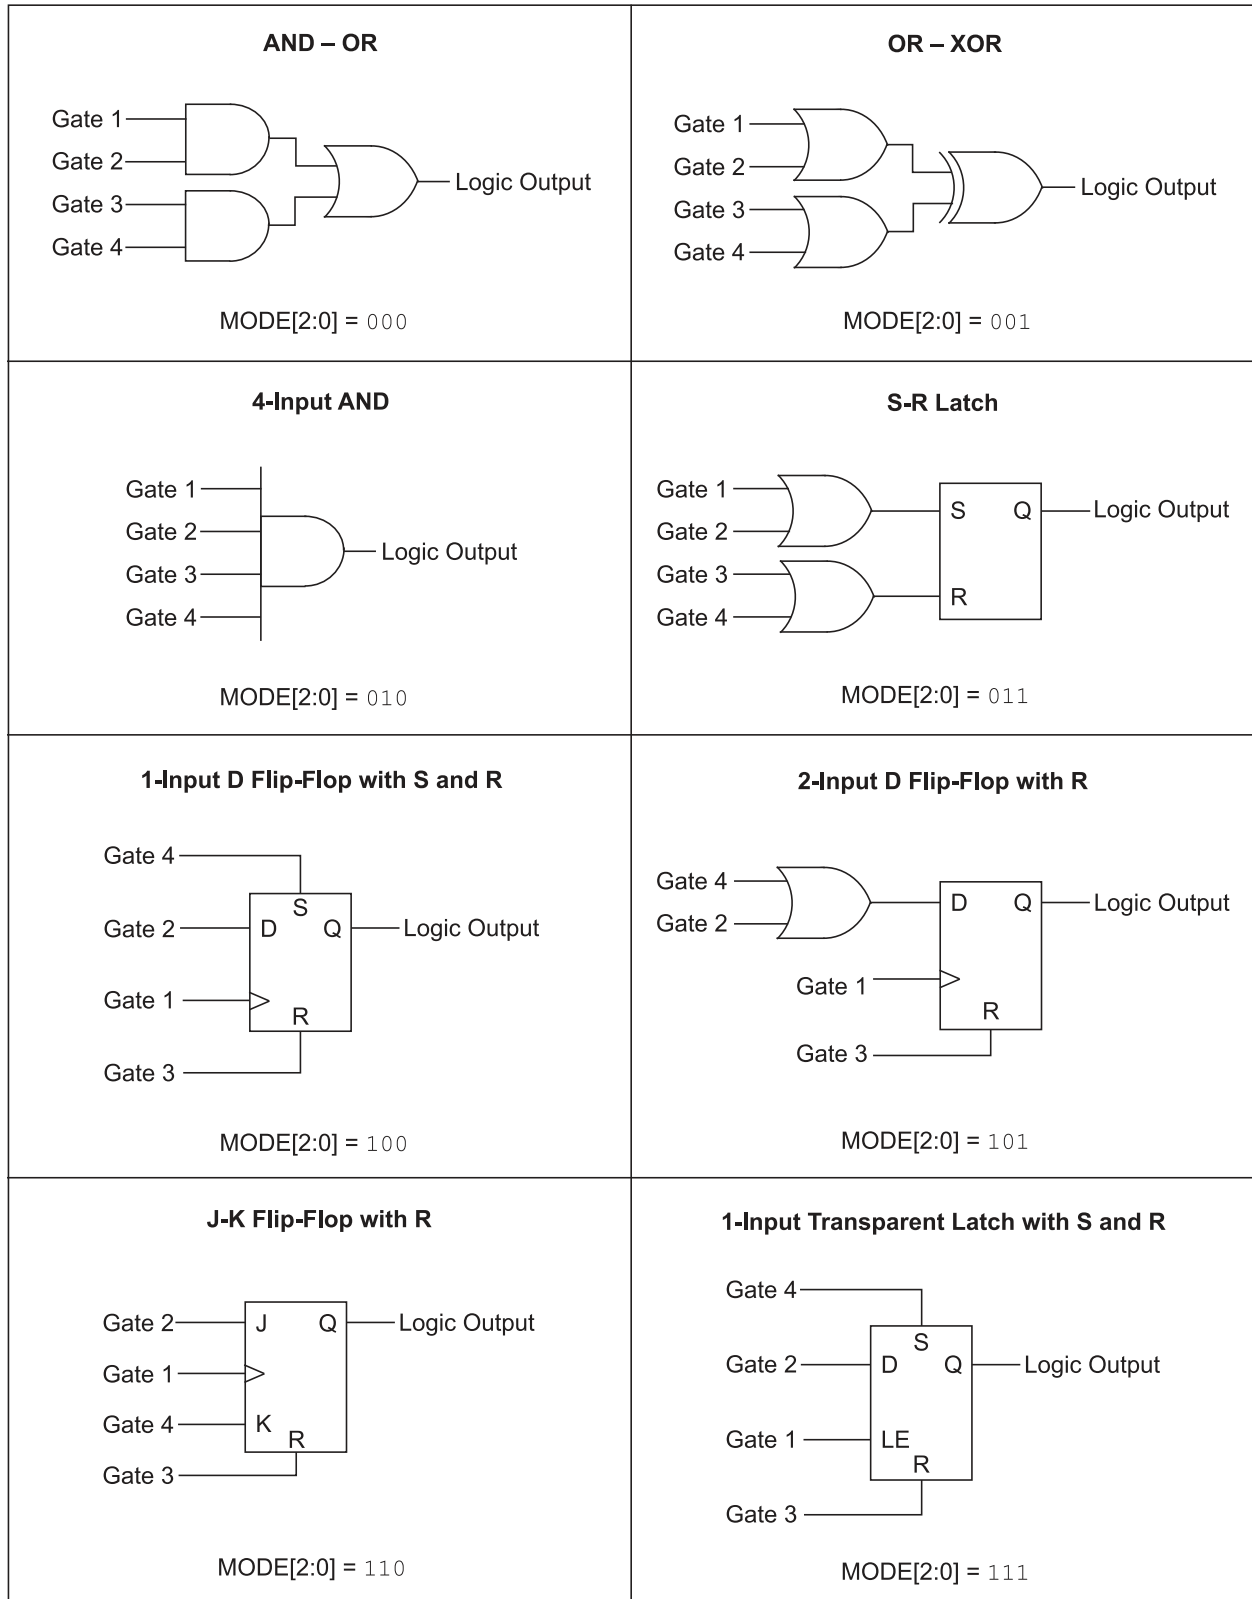 AND – OR
Gate 1
Gate 2
Gate 3
Gate 4
Logic Output
MODE[2:0] = 000
OR – XOR
Gate 1
Gate 2
Gate 3
Gate 4
Logic Output
MODE[2:0] = 001
4-Input AND
Gate 1
Gate 2
Gate 3
Gate 4
Logic Output
MODE[2:0] = 010
S-R Latch
Gate 1
Gate 2
Gate 3
Gate 4
S Q
R
Logic Output
MODE[2:0] = 011
1-Input D Flip-Flop with S and R
Gate 4
S
Gate 2
D Q
Logic Output
Gate 1
R
Gate 3
MODE[2:0] = 100
2-Input D Flip-Flop with R
Gate 4
Gate 2
D Q
Logic Output
Gate 1
R
Gate 3
MODE[2:0] = 101
J-K Flip-Flop with R
Gate 2
J Q
Logic Output
Gate 1
Gate 4
K
R
Gate 3
MODE[2:0] = 110
1-Input Transparent Latch with S and R
Gate 4
S
Gate 2
D Q
Logic Output
Gate 1
LE
R
Gate 3
MODE[2:0] = 111